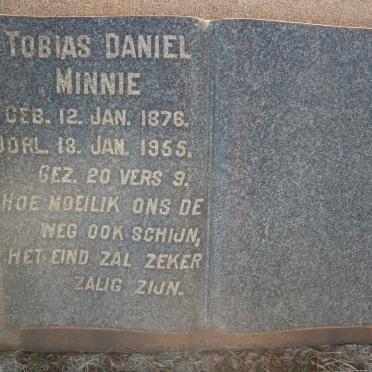 TOBIAS DANIEL
MINNIE
GEB. 12. JAN. 1876.
OORL. 18. JAN. 1955.
GEZ. 20 VERS 9.
HOE MOEILIK ONS DE
WEG OOK SCHIJN,
HET EIND ZAL ZEKER
ZALIG ZIJN.